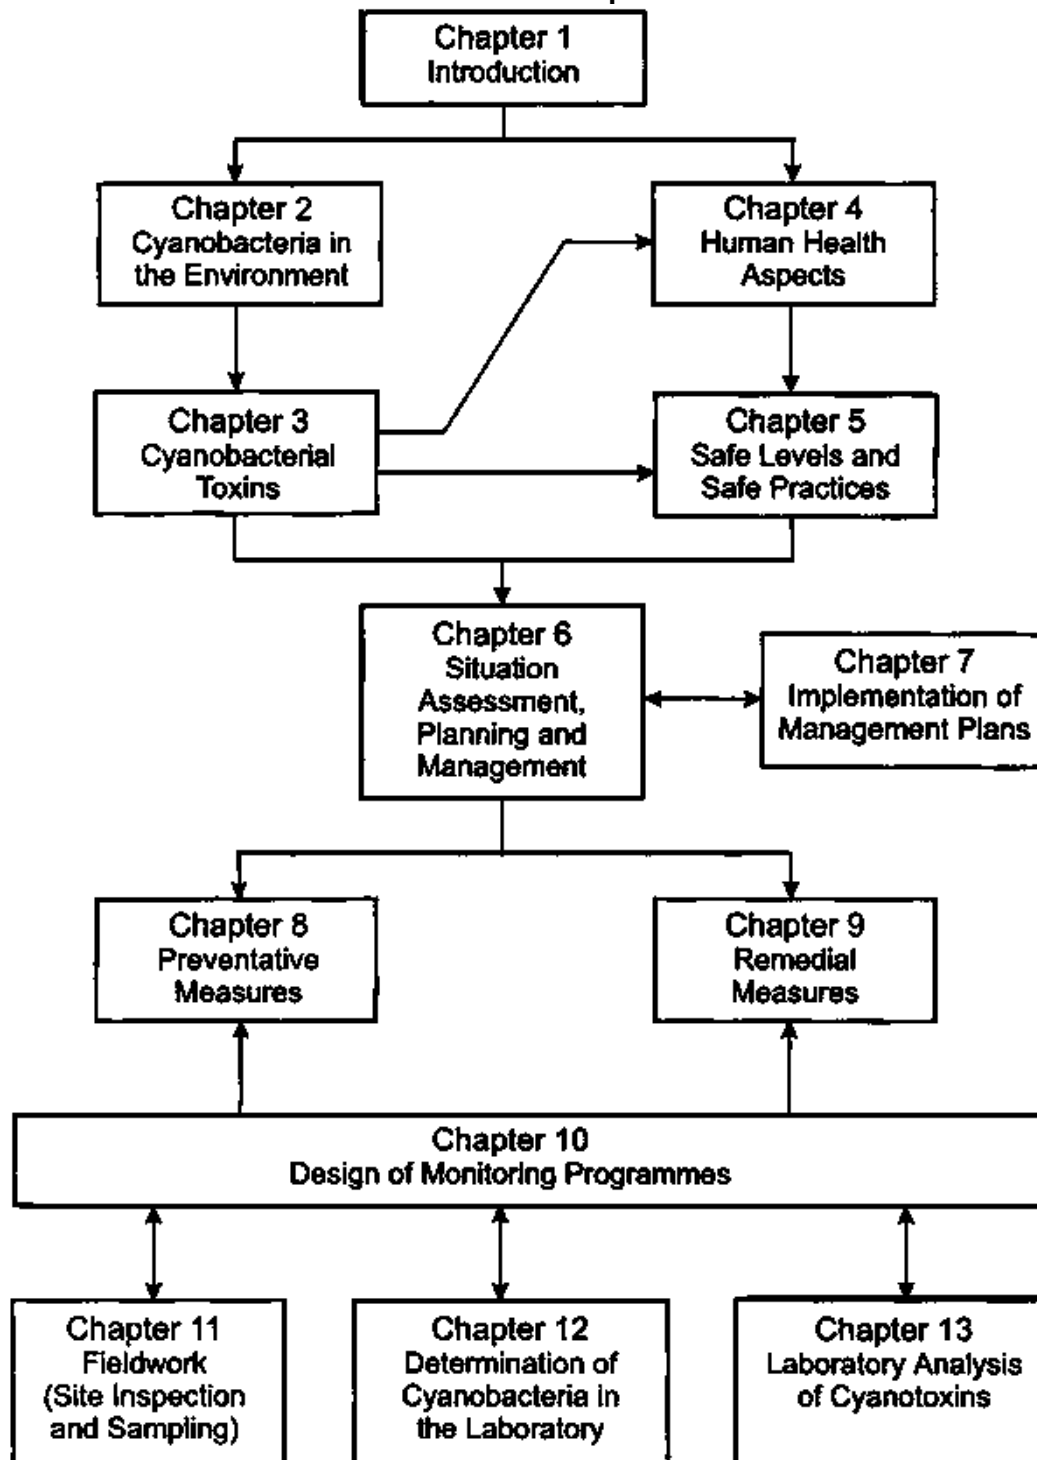 Chapter 1
Introduction
Chapter 2
Cyanobacteria in
the Environment
Chapter 4
Human Health
Aspects
Chapter 3
Cyanobacterial
Toxins
Chapter 5
Safe Levels and
Safe Practices
Chapter 6
Situation
Assessment,
Planning and
Management
Chapter 7
Implementation of
Management Plans
Chapter 8
Preventative
Measures
Chapter 9
Remedial
Measures
Chapter 10
Design of Monitoring Programmes
Chapter 11
Fieldwork
(Site Inspection
and Sampling)
Chapter 12
Determination of
Cyanobacteria in
the Laboratory
Chapter 13
Laboratory Analysis
of Cyanotoxins